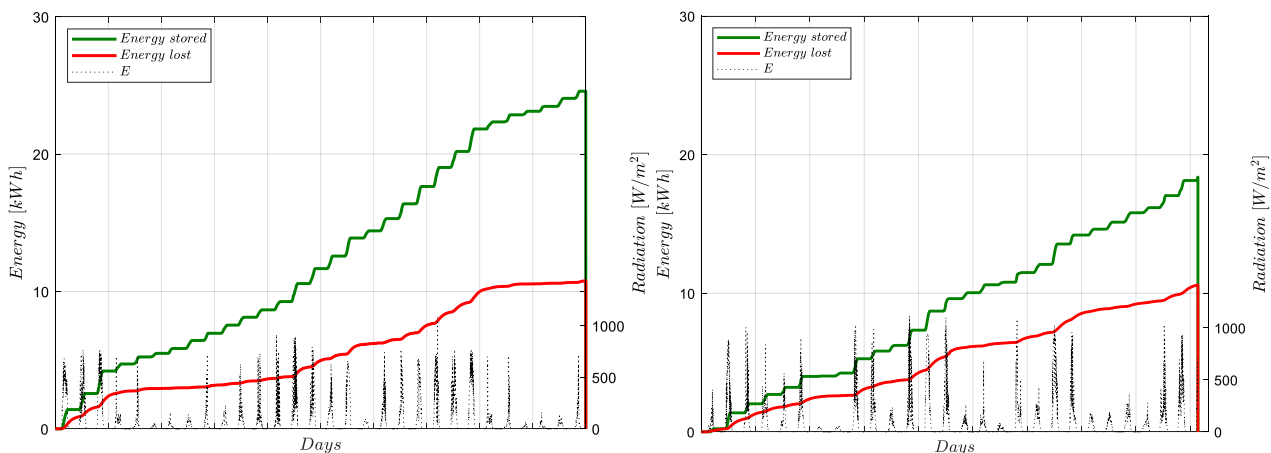 30
20
10
0
Energy [kWh]
Energy stored
Energy lost
E
1000
500
0
Radiation [W/m²]
Days
30
20
10
0
Energy [kWh]
Energy stored
Energy lost
E
1000
500
0
Radiation [W/m²]
Days